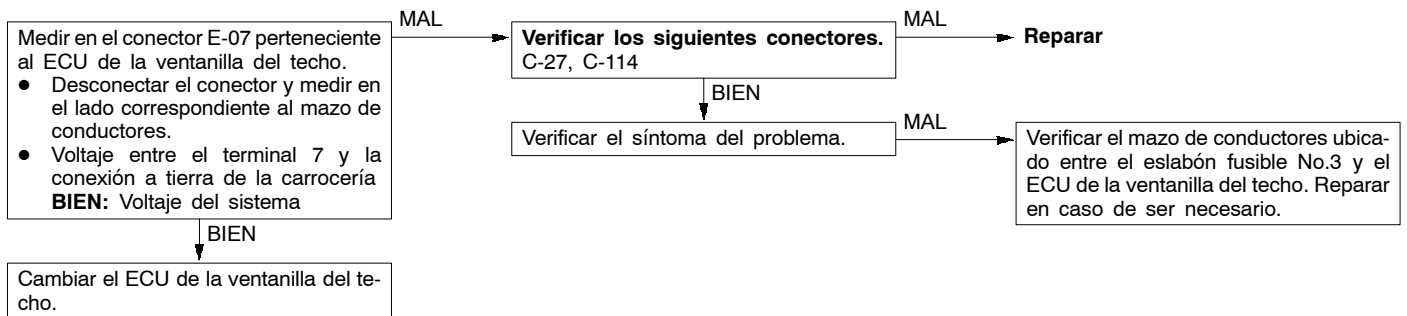 Medir en el conector E-07 perteneciente
al ECU de la ventanilla del techo.
● Desconectar el conector y medir en
el lado correspondiente al mazo de
conductores.
● Voltaje entre el terminal 7 y la
conexión a tierra de la carrocería
BIEN: Voltaje del sistema
MAL
Verificar los siguientes conectores.
C-27, C-114
MAL
Reparar
BIEN
Verificar el síntoma del problema.
MAL
Verificar el mazo de conductores ubica-
do entre el eslabón fusible No.3 y el
ECU de la ventanilla del techo. Reparar
en caso de ser necesario.
BIEN
Cambiar el ECU de la ventanilla del te-
cho.